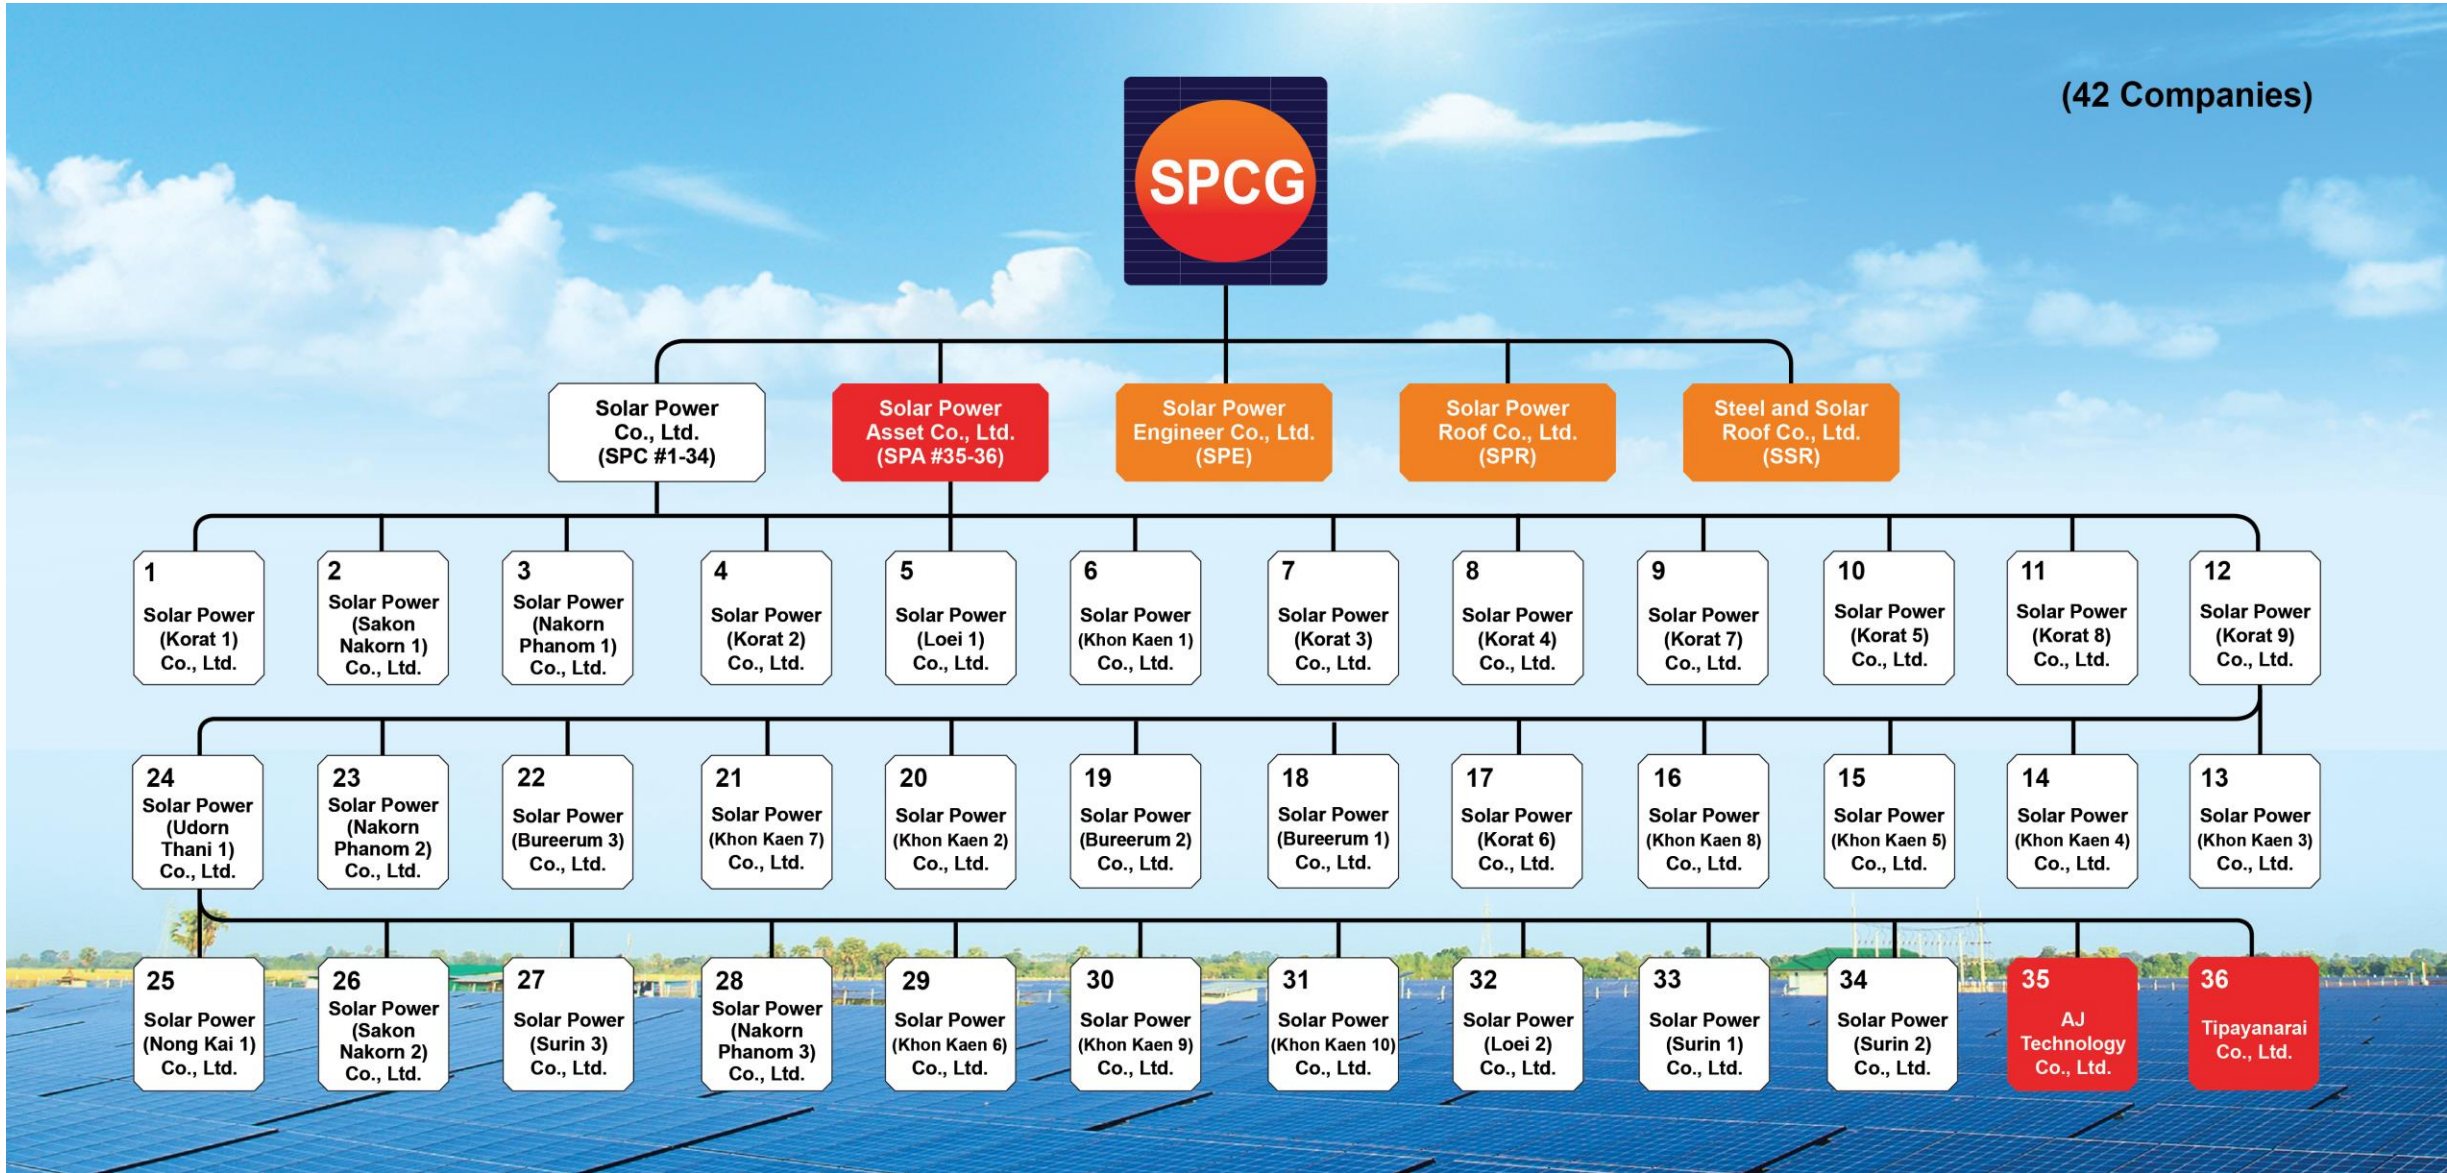 (42 Companies)
SPCG
Solar Power
Co., Ltd.
(SPC #1-34)
Solar Power
Asset Co., Ltd.
(SPA #35-36)
Solar Power
Engineer Co., Ltd.
(SPE)
Solar Power
Roof Co., Ltd.
(SPR)
Steel and Solar
Roof Co., Ltd.
(SSR)
1
Solar Power
(Korat 1)
Co., Ltd.
2
Solar Power
(Sakon
Nakorn 1)
Co., Ltd.
3
Solar Power
(Nakorn
Phanom 1)
Co., Ltd.
4
Solar Power
(Korat 2)
Co., Ltd.
5
Solar Power
(Loei 1)
Co., Ltd.
6
Solar Power
(Khon Kaen 1)
Co., Ltd.
7
Solar Power
(Korat 3)
Co., Ltd.
8
Solar Power
(Korat 4)
Co., Ltd.
9
Solar Power
(Korat 7)
Co., Ltd.
10
Solar Power
(Korat 5)
Co., Ltd.
11
Solar Power
(Korat 8)
Co., Ltd.
12
Solar Power
(Korat 9)
Co., Ltd.
24
Solar Power
(Udorn
Thani 1)
Co., Ltd.
23
Solar Power
(Nakorn
Phanom 2)
Co., Ltd.
22
Solar Power
(Bureerum 3)
Co., Ltd.
21
Solar Power
(Khon Kaen 7)
Co., Ltd.
20
Solar Power
(Khon Kaen 2)
Co., Ltd.
19
Solar Power
(Bureerum 2)
Co., Ltd.
18
Solar Power
(Bureerum 1)
Co., Ltd.
17
Solar Power
(Korat 6)
Co., Ltd.
16
Solar Power
(Khon Kaen 8)
Co., Ltd.
15
Solar Power
(Khon Kaen 5)
Co., Ltd.
14
Solar Power
(Khon Kaen 4)
Co., Ltd.
13
Solar Power
(Khon Kaen 3)
Co., Ltd.
25
Solar Power
(Nong Kai 1)
Co., Ltd.
26
Solar Power
(Sakon
Nakorn 2)
Co., Ltd.
27
Solar Power
(Surin 3)
Co., Ltd.
28
Solar Power
(Nakorn
Phanom 3)
Co., Ltd.
29
Solar Power
(Khon Kaen 6)
Co., Ltd.
30
Solar Power
(Khon Kaen 9)
Co., Ltd.
31
Solar Power
(Khon Kaen 10)
Co., Ltd.
32
Solar Power
(Loei 2)
Co., Ltd.
33
Solar Power
(Surin 1)
Co., Ltd.
34
Solar Power
(Surin 2)
Co., Ltd.
35
AJ
Technology
Co., Ltd.
36
Tipayanarai
Co., Ltd.